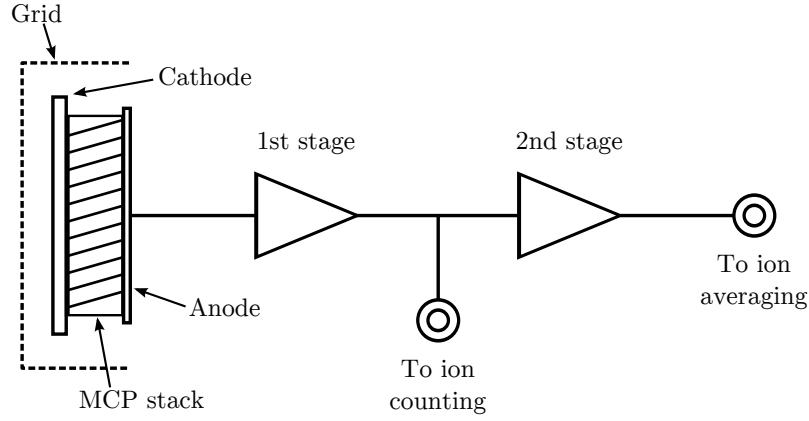 Grid
Cathode
1st stage
2nd stage
To ion
averaging
Anode
To ion
counting
MCP stack